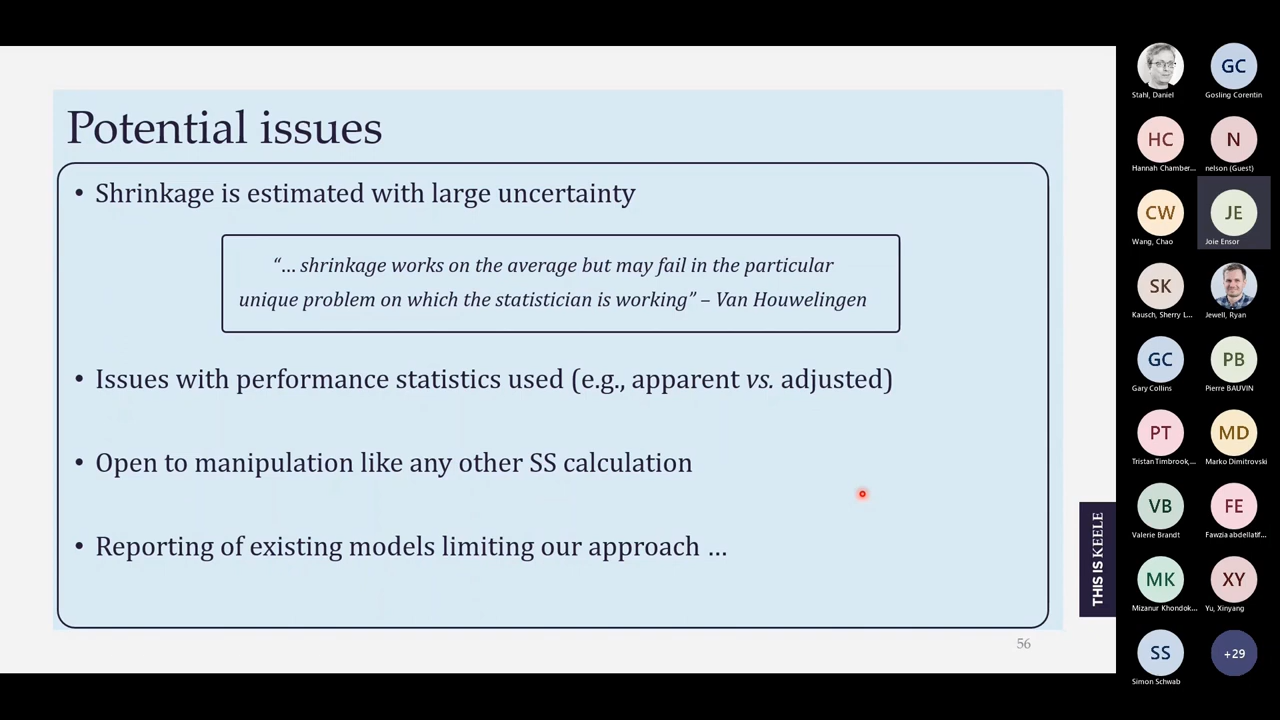 Potential issues
• Shrinkage is estimated with large uncertainty
“… shrinkage works on the average but may fail in the particular
unique problem on which the statistician is working” – Van Houwelingen
• Issues with performance statistics used (e.g., apparent vs. adjusted)
• Open to manipulation like any other SS calculation
• Reporting of existing models limiting our approach …
56
THIS IS KEELE
Stahl, Daniel
GC
Gosling Corentin
HC
Hannah Chamber...
N
nelson (Guest)
CW
Wang, Chao
JE
Joie Ensor
SK
Kausch, Sherry L...
Jewell, Ryan
GC
Gary Collins
PB
Pierre BAUVIN
PT
Tristan Timbrook,...
MD
Marko Dimitrovski
VB
Valerie Brandt
FE
Fawzia abdellatif...
MK
Mizanur Khondok...
XY
Yu, Xinyang
SS
Simon Schwab
+29